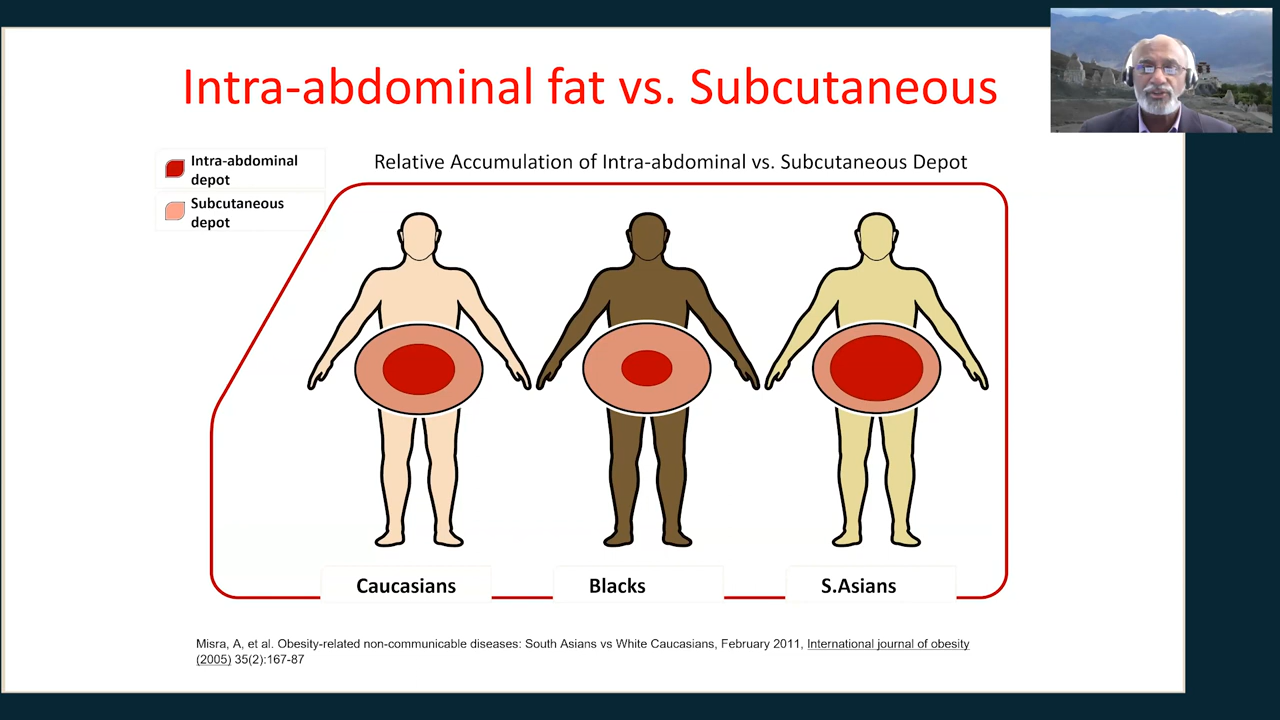 Intra-abdominal fat vs. Subcutaneous
Intra-abdominal
depot
Subcutaneous
depot
Relative Accumulation of Intra-abdominal vs. Subcutaneous Depot
Caucasians
Blacks
S.Asians
Misra, A, et al. Obesity-related non-communicable diseases: South Asians vs White Caucasians, February 2011, International journal of obesity
(2005) 35(2):167-87